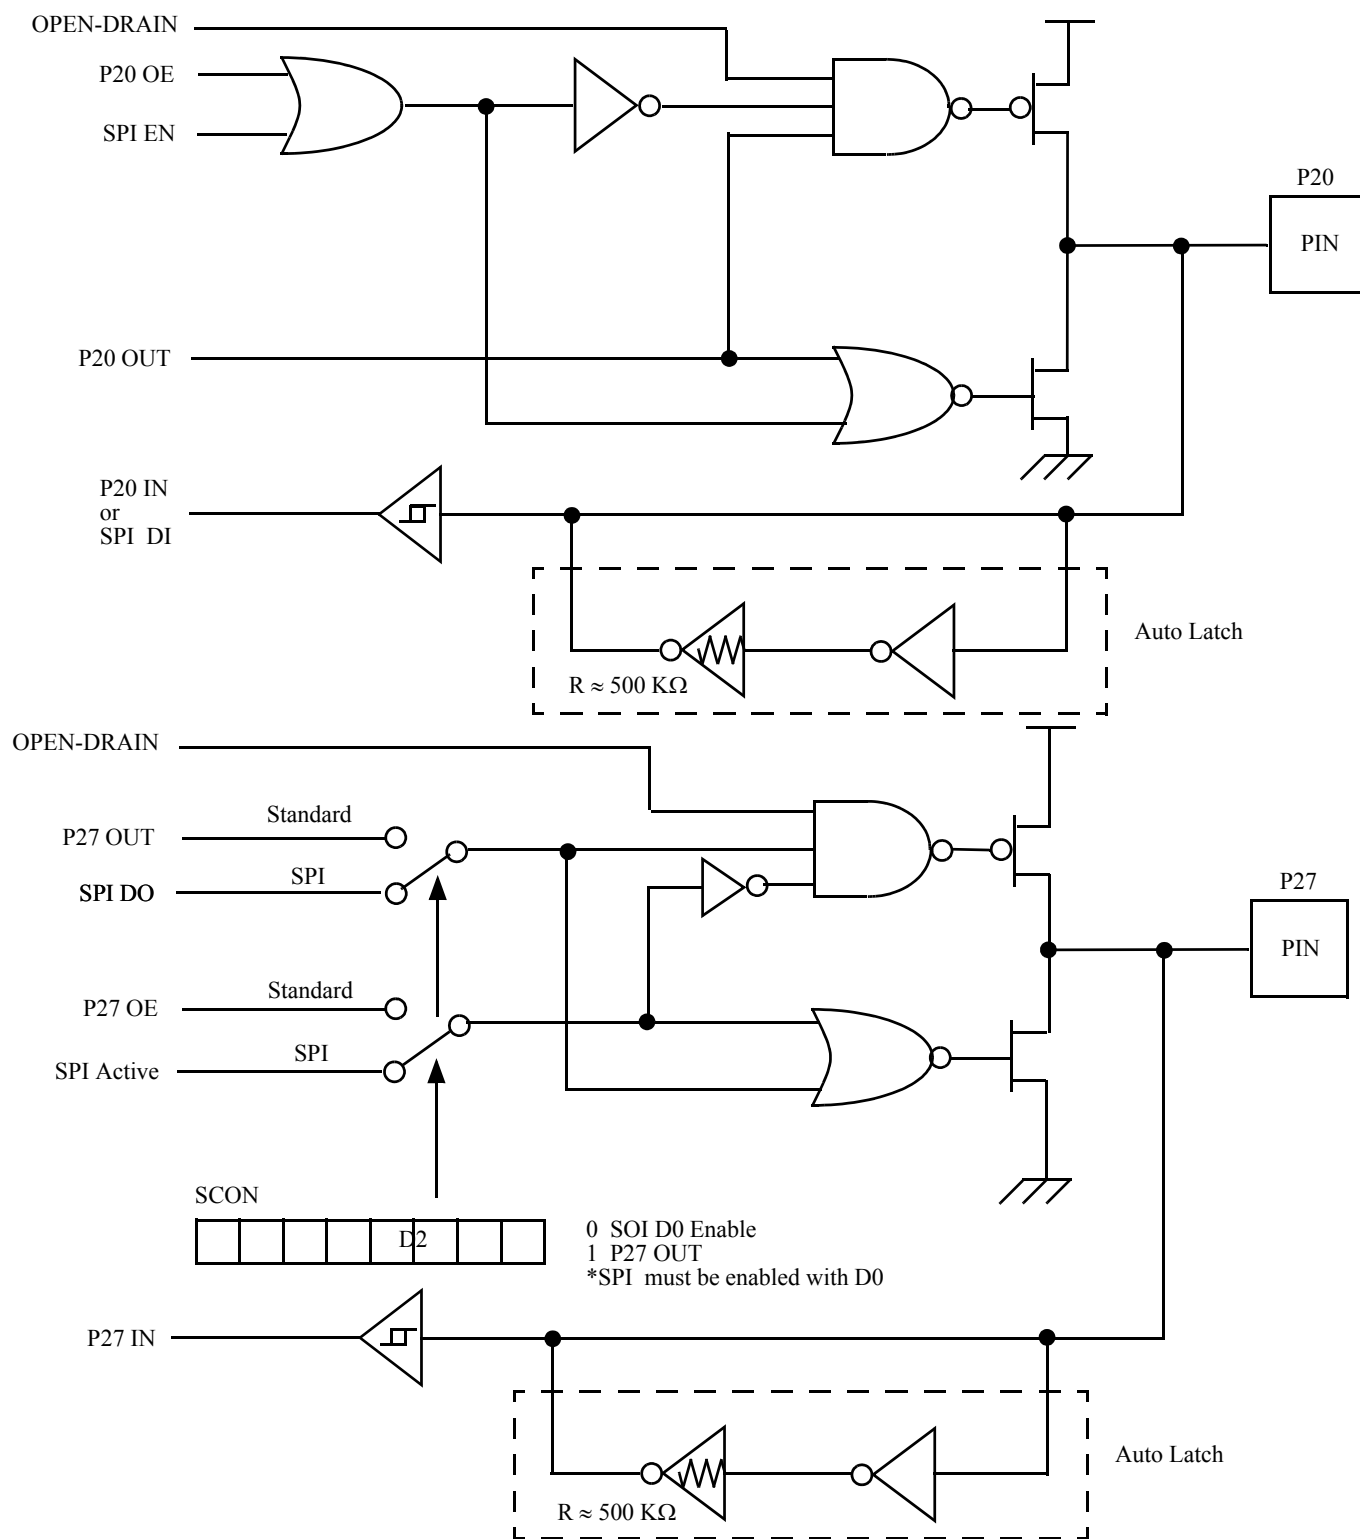 OPEN-DRAIN
P20 OE
SPI EN
P20
PIN
P20 OUT
P20 IN
or
SPI DI
Auto Latch
R ≈ 500 KΩ
OPEN-DRAIN
Standard
P27 OUT
SPI
SPI DO
P27
PIN
Standard
P27 OE
SPI
SPI Active
SCON
D2
0 SOI D0 Enable
1 P27 OUT
*SPI must be enabled with D0
P27 IN
Auto Latch
R ≈ 500 KΩ